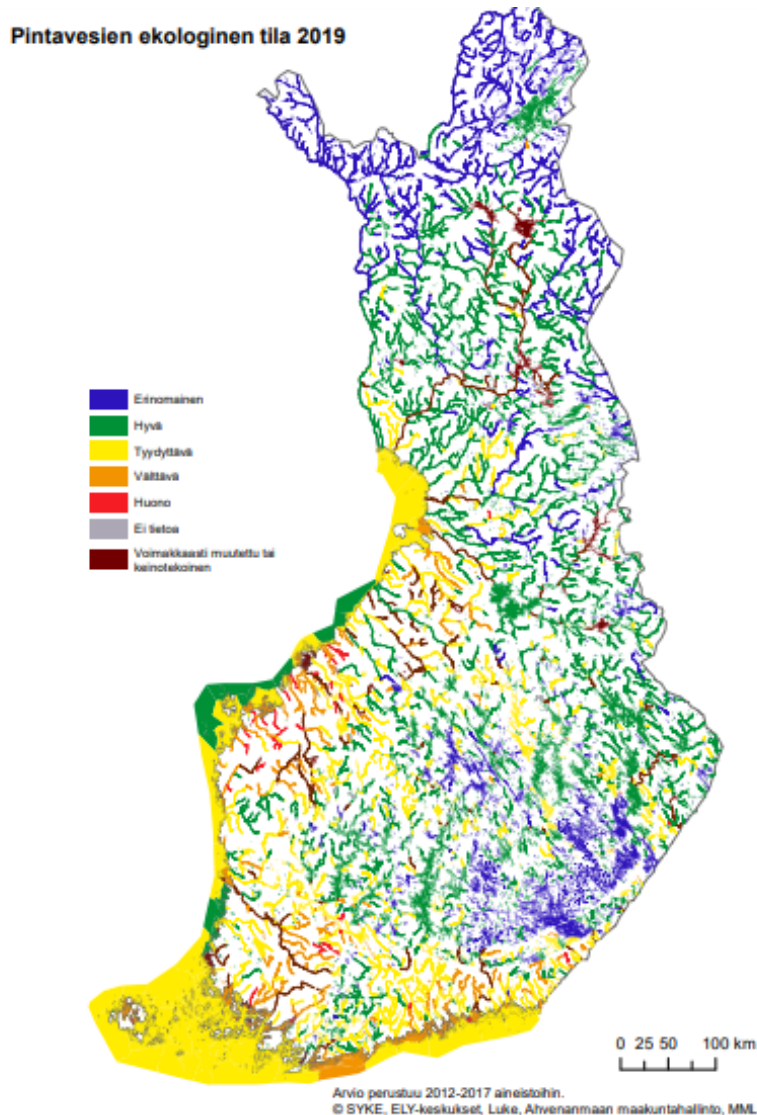 Pintavesien ekologinen tila 2019
Erinomainen
Hyvä
Tyydyttävä
Välttävä
Huono
Ei tietoa
Voimakkaasti muutettu tai
keinotekoinen
0 25 50 100 km
Arvio perustuu 2012-2017 aineistoihin.
© SYKE, ELY-keskukset, Luke, Ahvenanmaan maakuntahallinto, MML